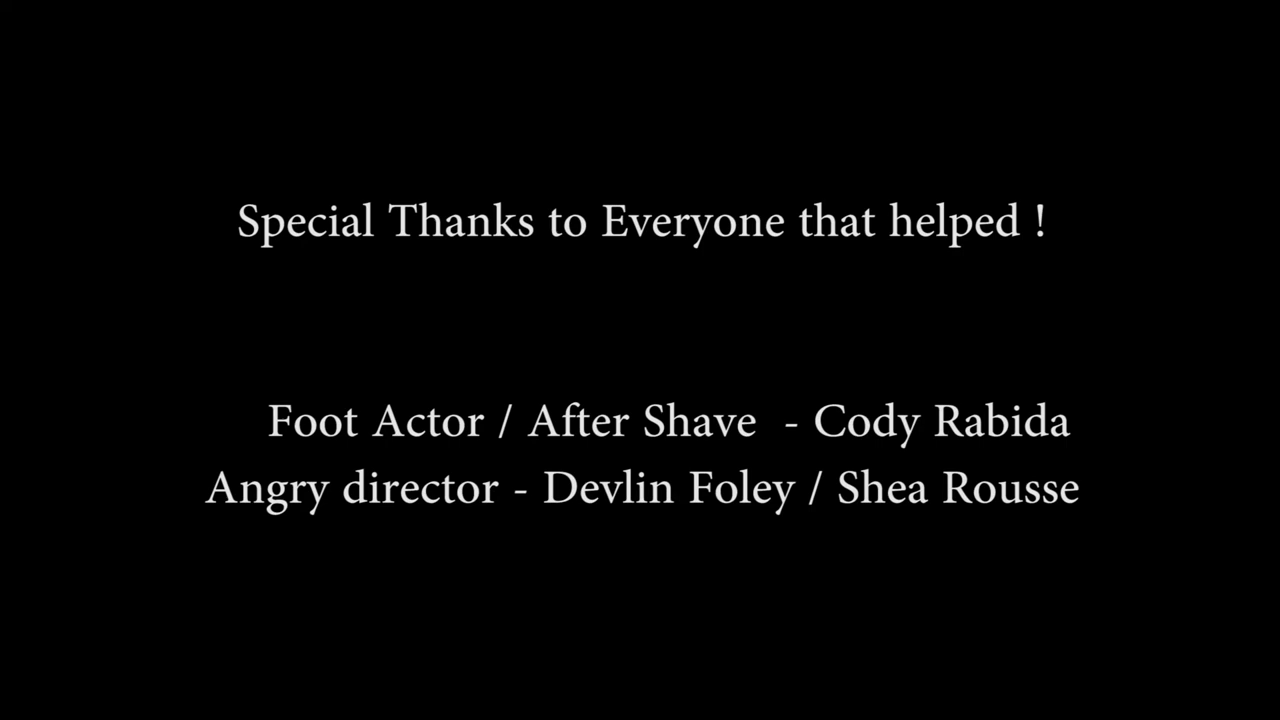 Special Thanks to Everyone that helped !
Foot Actor / After Shave  - Cody Rabida
Angry director - Devlin Foley / Shea Rousse